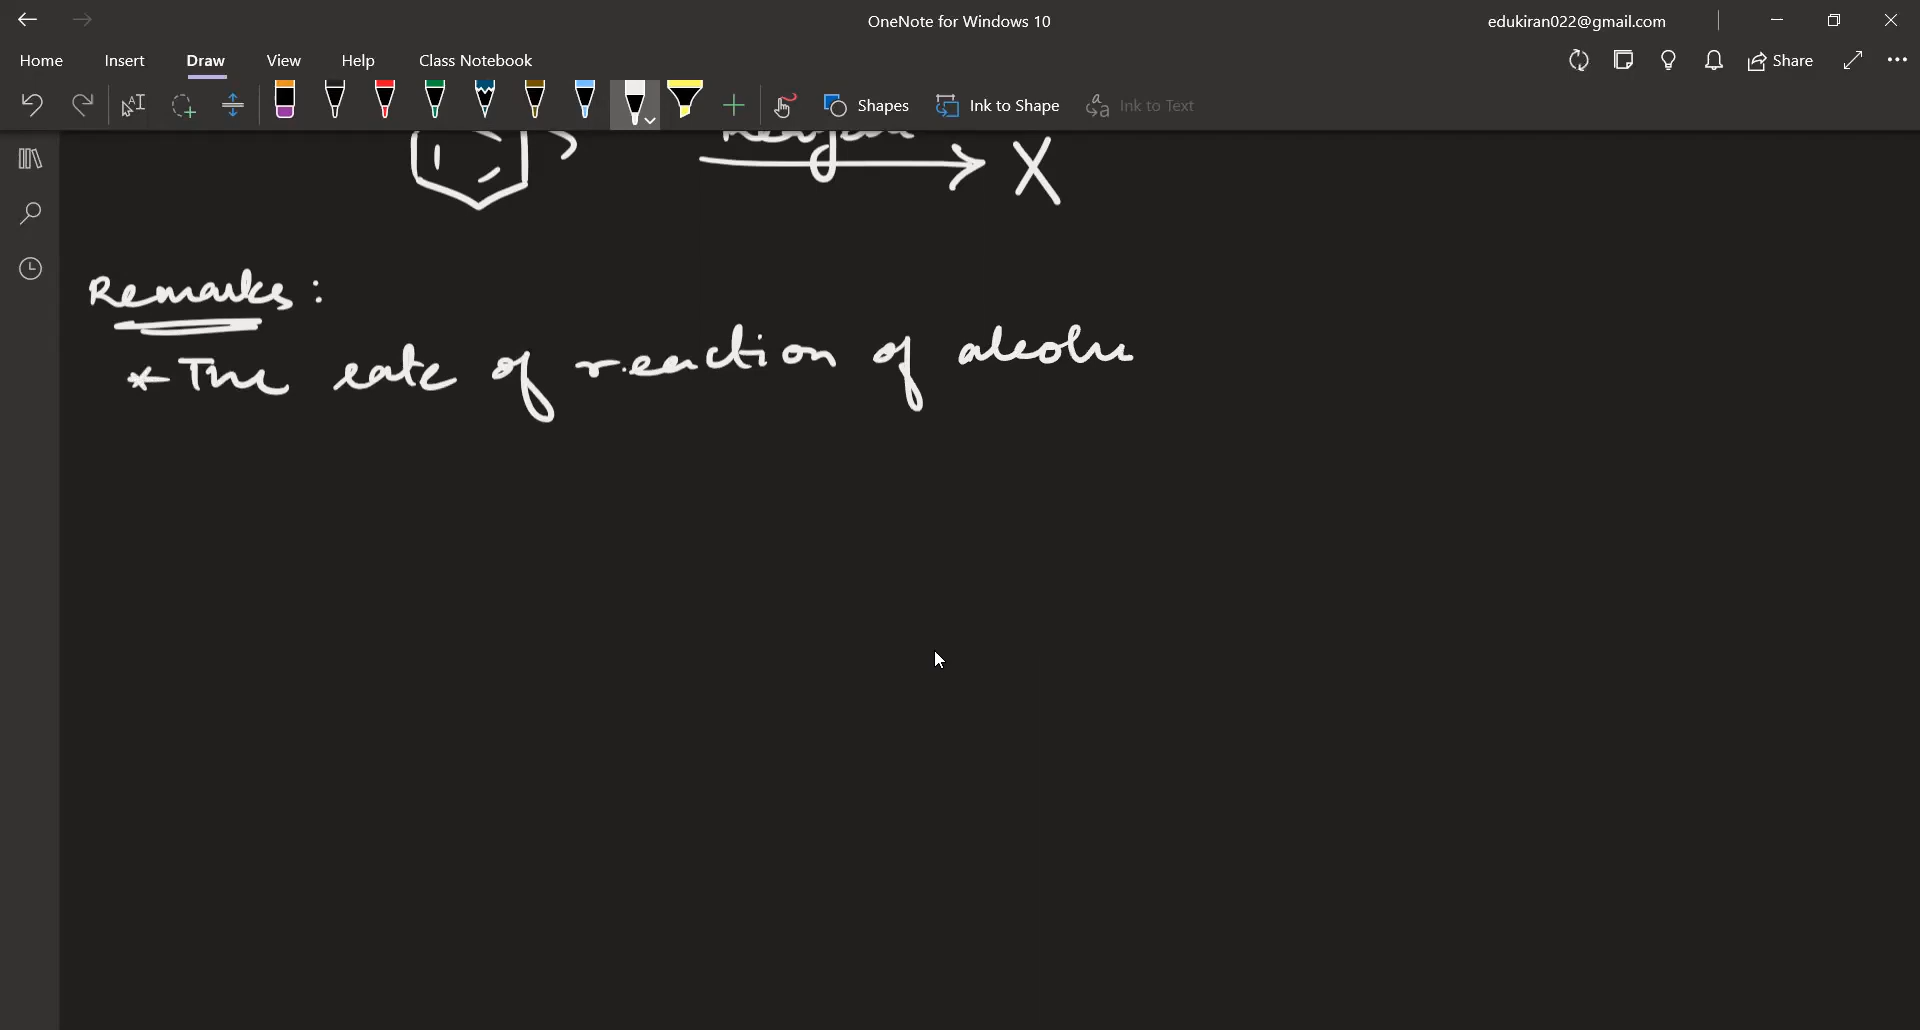 OneNote for Windows 10
edukiran022@gmail.com
Home Insert Draw View Help Class Notebook
Share
Shapes Ink to Shape Ink to Text
X
Remarks :
* The rate of reaction of alcoho